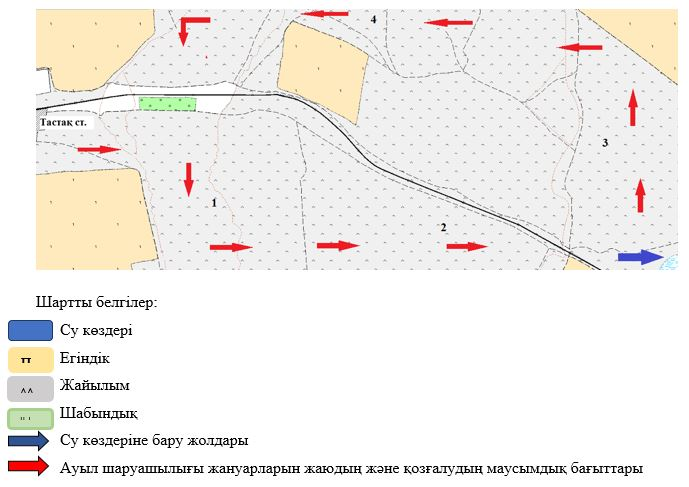 4
Тастақ ст.
3
1
2
Шартты белгілер:
Су көздері
Егіндік
Жайылым
Шабындық
Су көздеріне бару жолдары
Ауыл шаруашылығы жануарларын жаюдың және қозғалудың маусымдық бағыттары